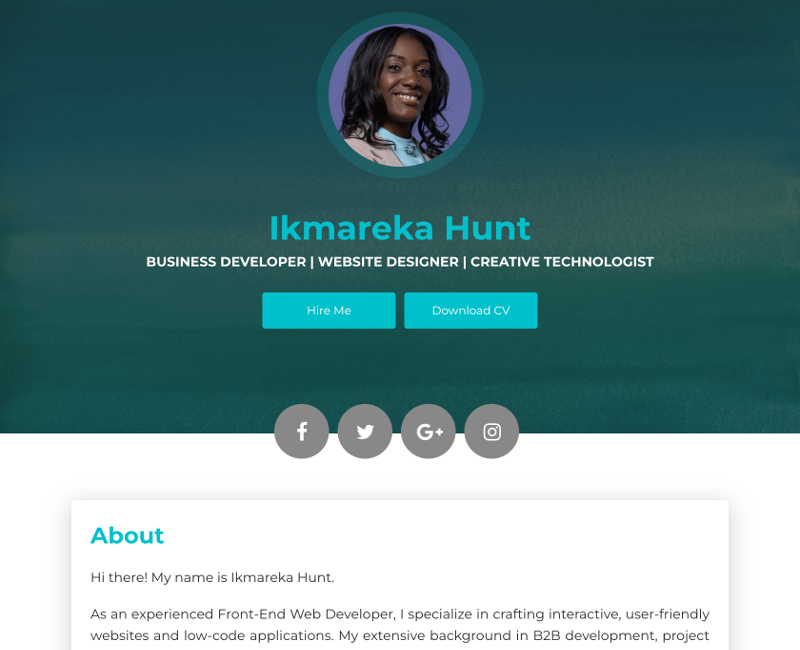 Ikmareka Hunt
BUSINESS DEVELOPER | WEBSITE DESIGNER | CREATIVE TECHNOLOGIST
Hire Me
Download CV
About
Hi there! My name is Ikmareka Hunt.
As an experienced Front-End Web Developer, I specialize in crafting interactive, user-friendly
websites and low-code applications. My extensive background in B2B development, project